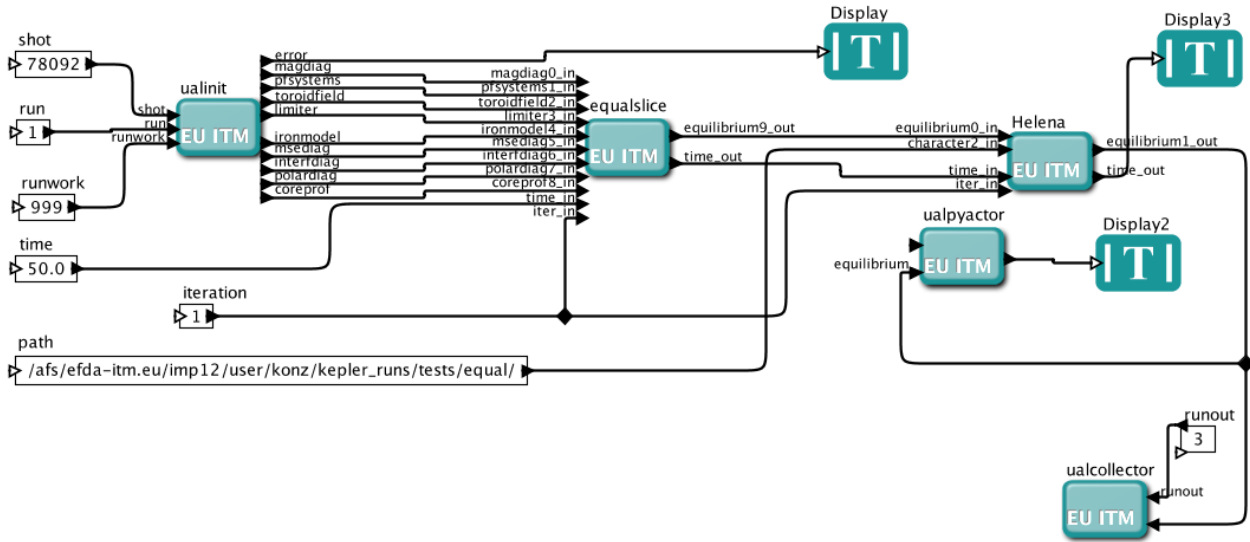 shot
78092
run
1
runwork
999
time
50.0
iteration
1
path
/afs/efda-itm.eu/imp12/user/konz/kepler_runs/tests/equal/
ualinit
EU ITM
shot
run
runwork
error
magdiag
pfsystems
toroidfield
limiter
ironmodel
msediag
interfdiag
polardiag
coreprof
Display
T
magdiag0_in
pfsystems1_in
toroidfield2_in
limiter3_in
ironmodel4_in
msediag5_in
interfdiag6_in
polardiag7_in
coreprof8_in
time_in
iter_in
equalslice
EU ITM
equilibrium9_out
time_out
equilibrium0_in
character2_in
time_in
iter_in
Helena
EU ITM
equilibrium1_out
time_out
Display3
T
ualpyactor
EU ITM
equilibrium
Display2
T
runout
3
ualcollector
EU ITM
runout